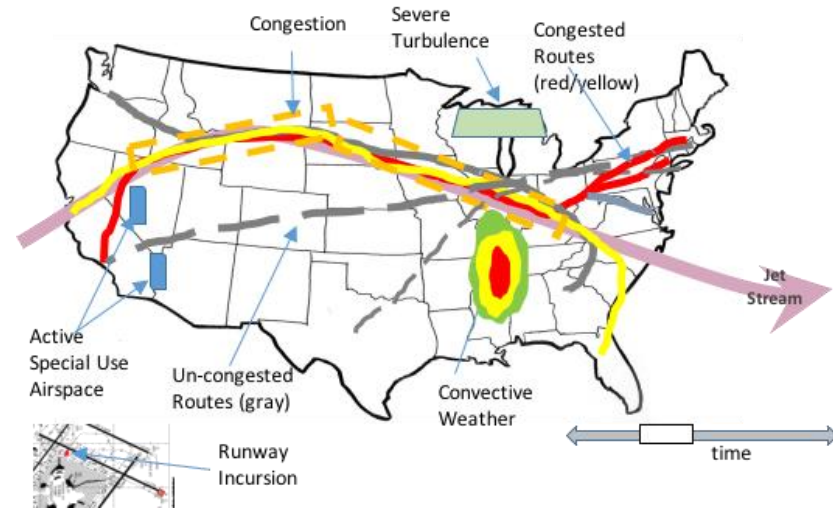 Congestion
Severe
Turbulence
Congested
Routes
(red/yellow)
Jet
Stream
Active
Special Use
Airspace
Un-congested
Routes (gray)
Convective
Weather
time
Runway
Incursion